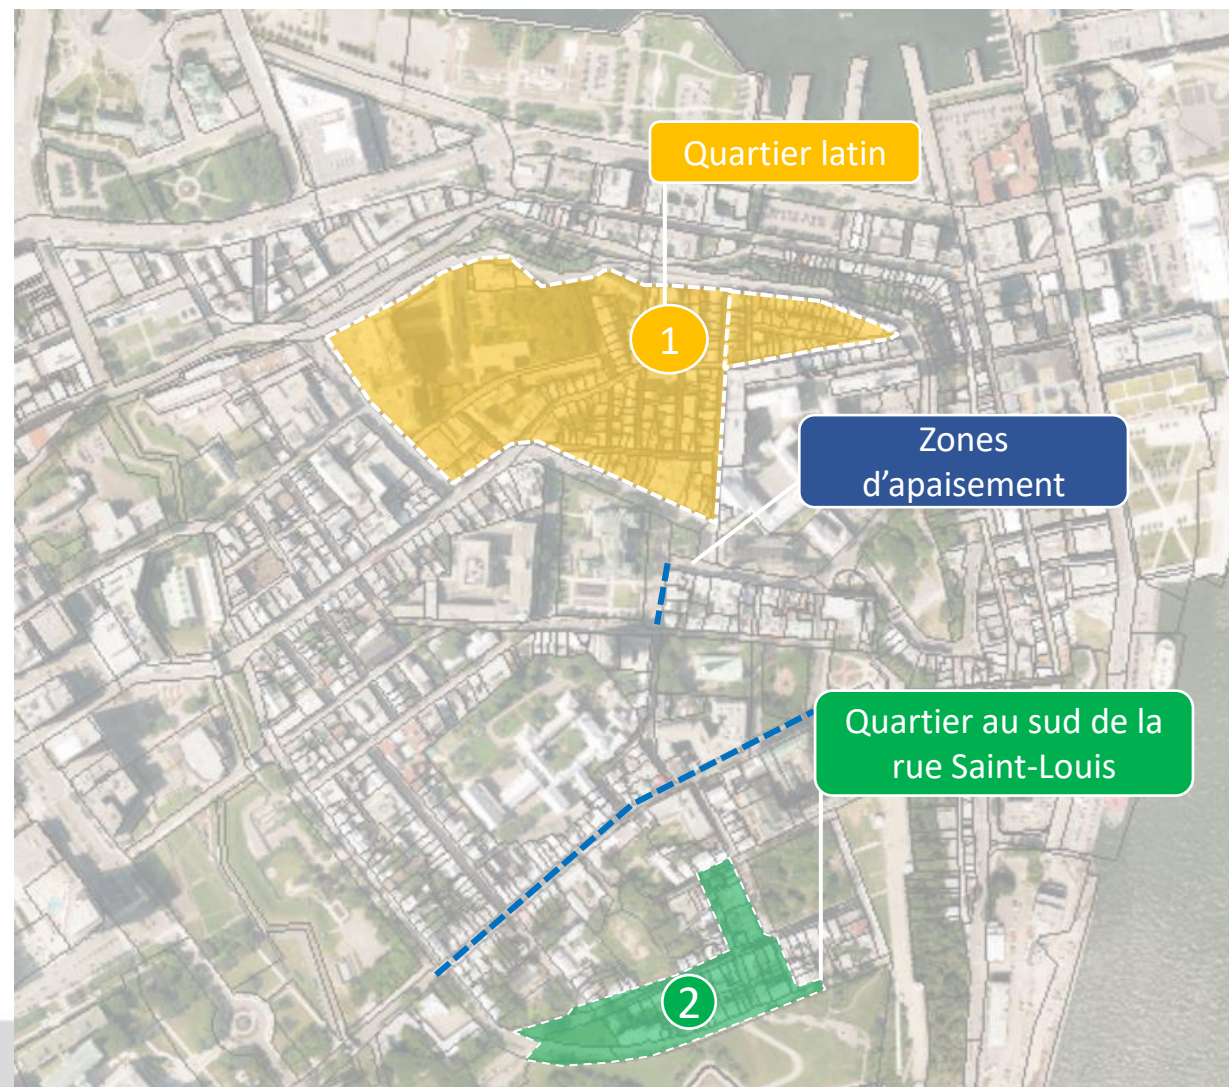 Quartier latin
1
Zones
d’apaisement
Quartier au sud de la
rue Saint-Louis
2